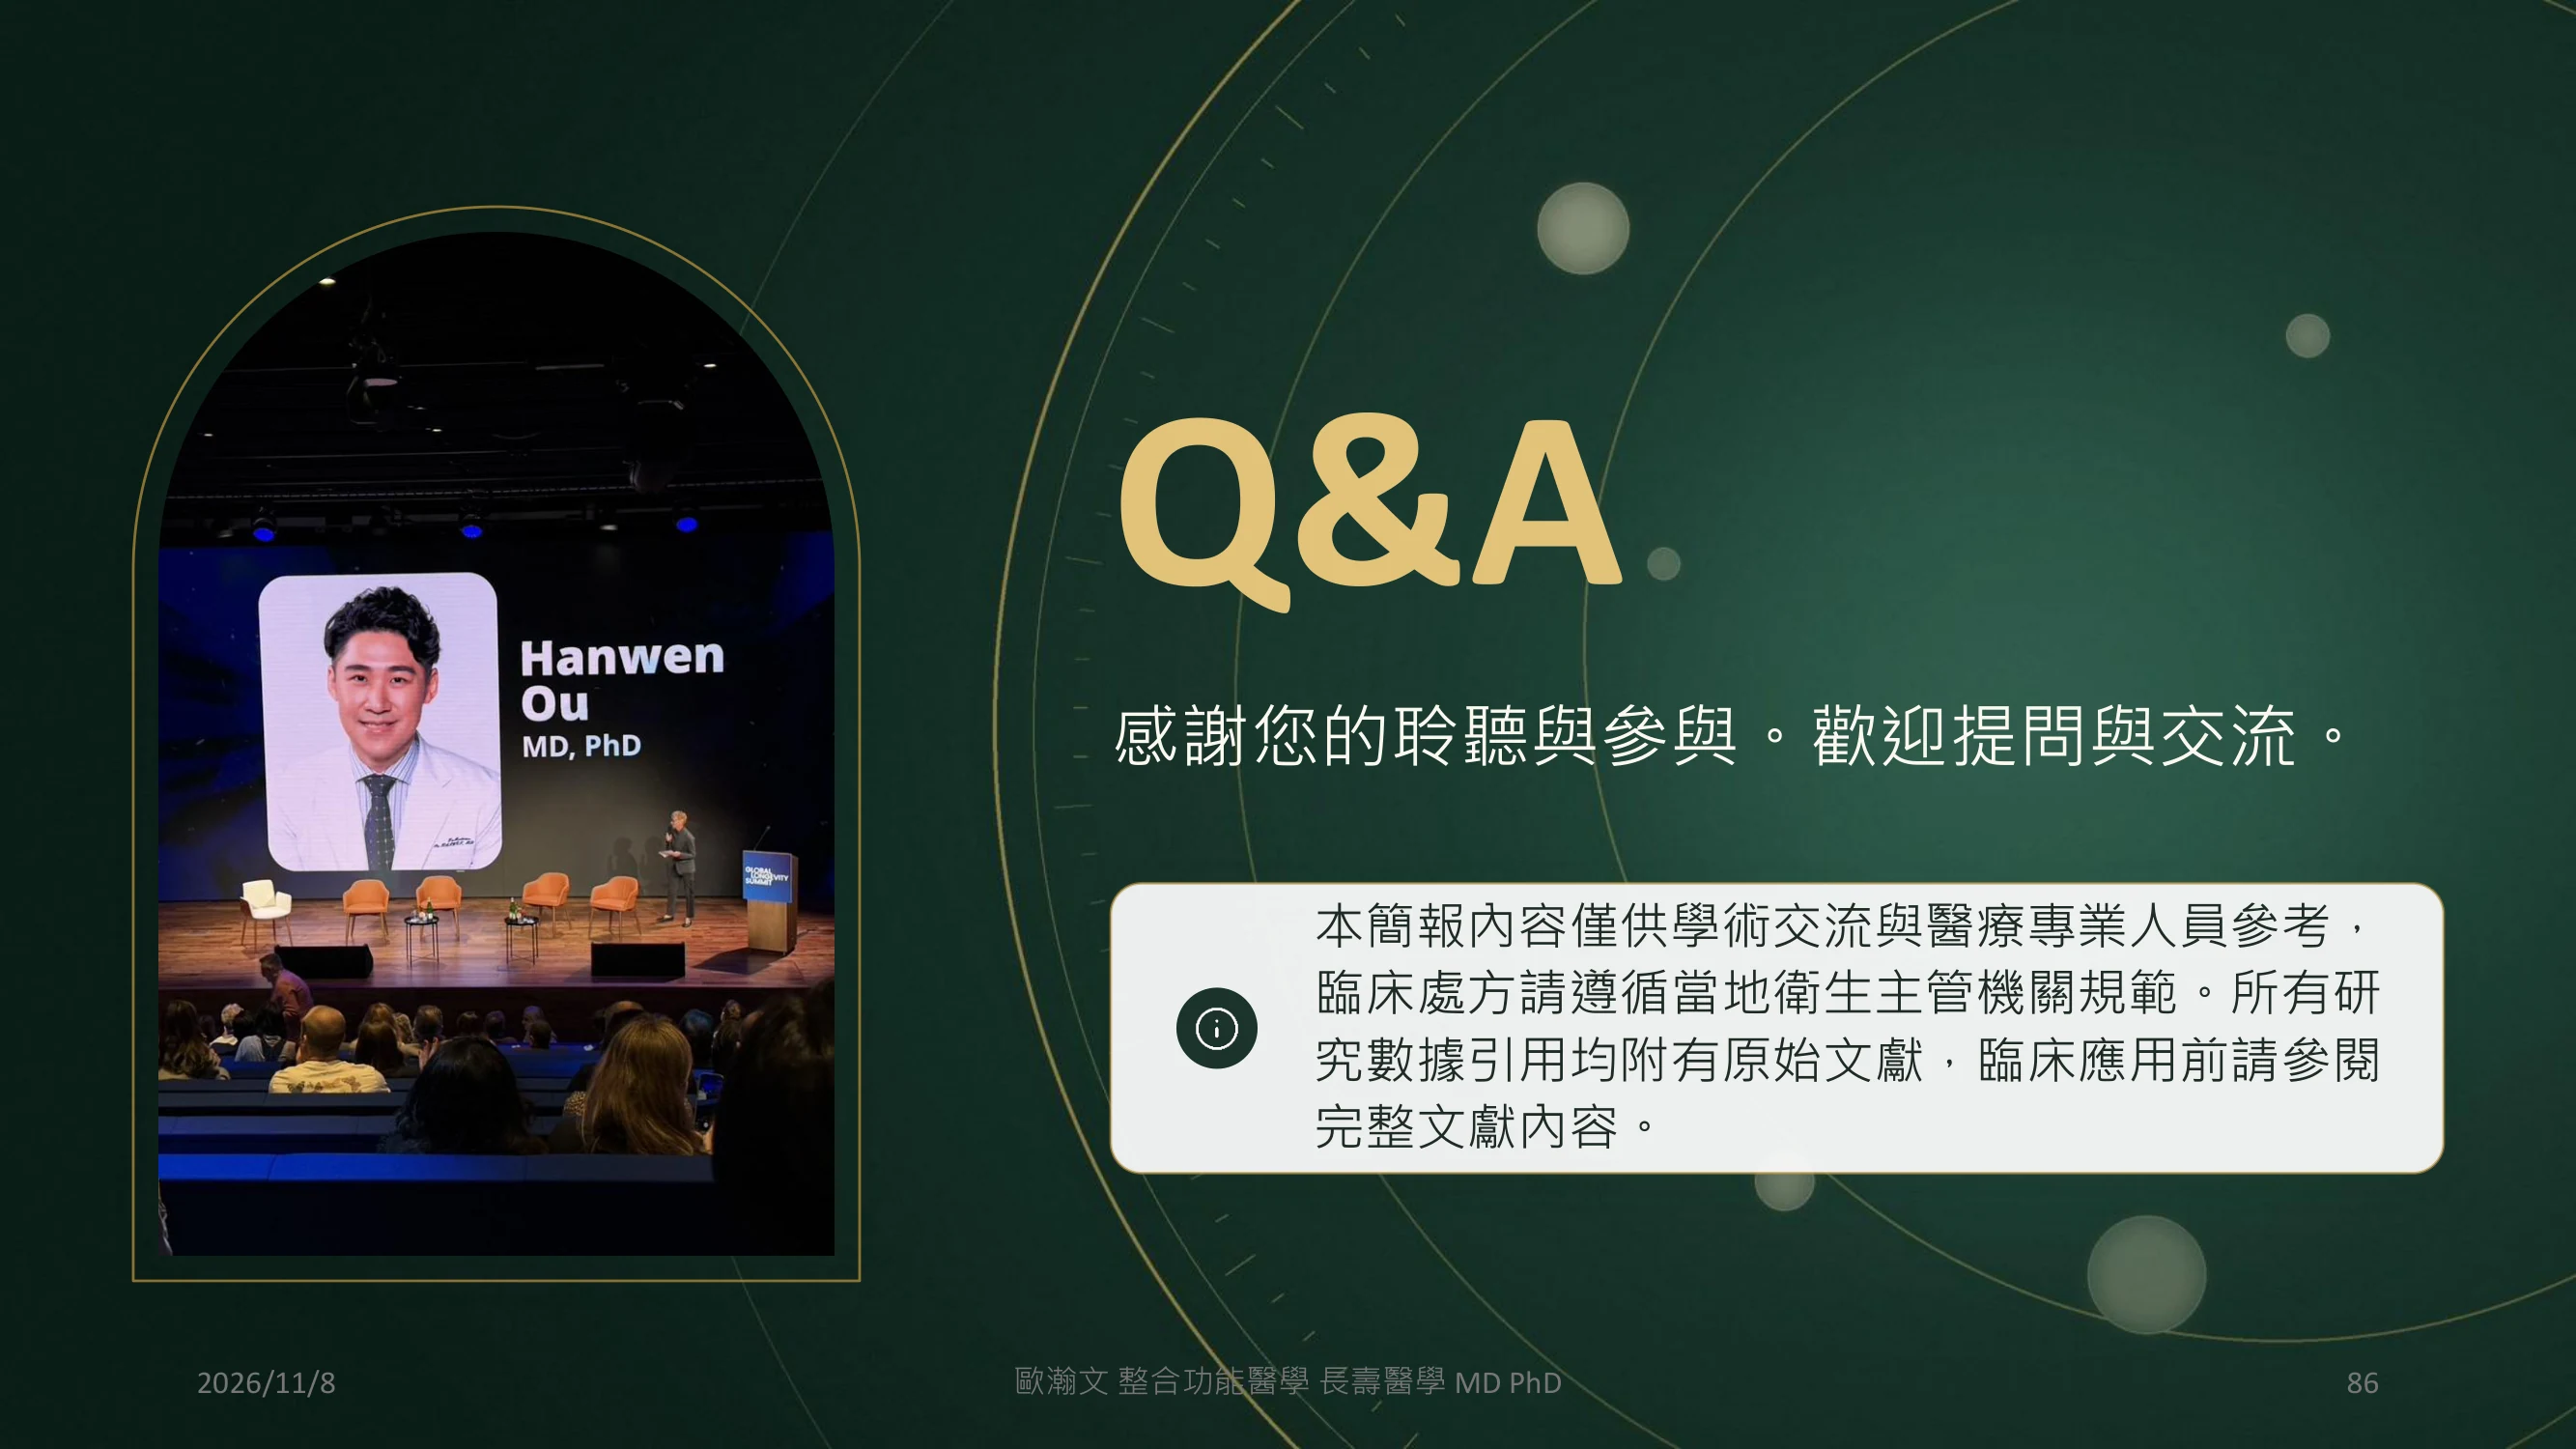 Hanwen
Ou
MD, PhD
GLOBAL
LONGEVITY
SUMMIT
Q&A
感謝您的聆聽與參與。歡迎提問與交流。
本簡報內容僅供學術交流與醫療專業人員參考，
臨床處方請遵循當地衛生主管機關規範。所有研
究數據引用均附有原始文獻，臨床應用前請參閱
完整文獻內容。
2026/11/8
歐瀚文 整合功能醫學 長壽醫學 MD PhD
86